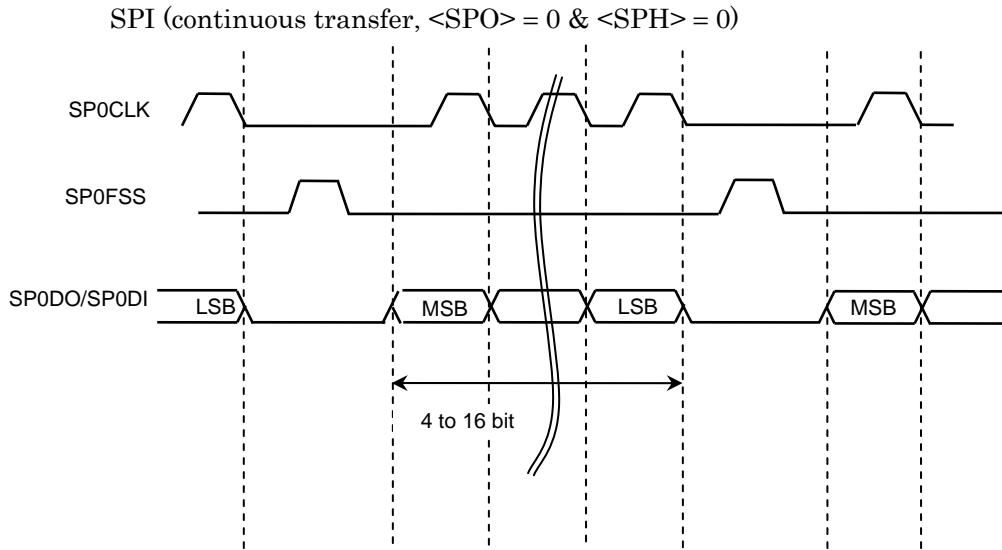 SPI (continuous transfer, <SPO> = 0 & <SPH> = 0)
SP0CLK
SP0FSS
SP0DO/SP0DI
LSB
MSB
LSB
MSB
4 to 16 bit